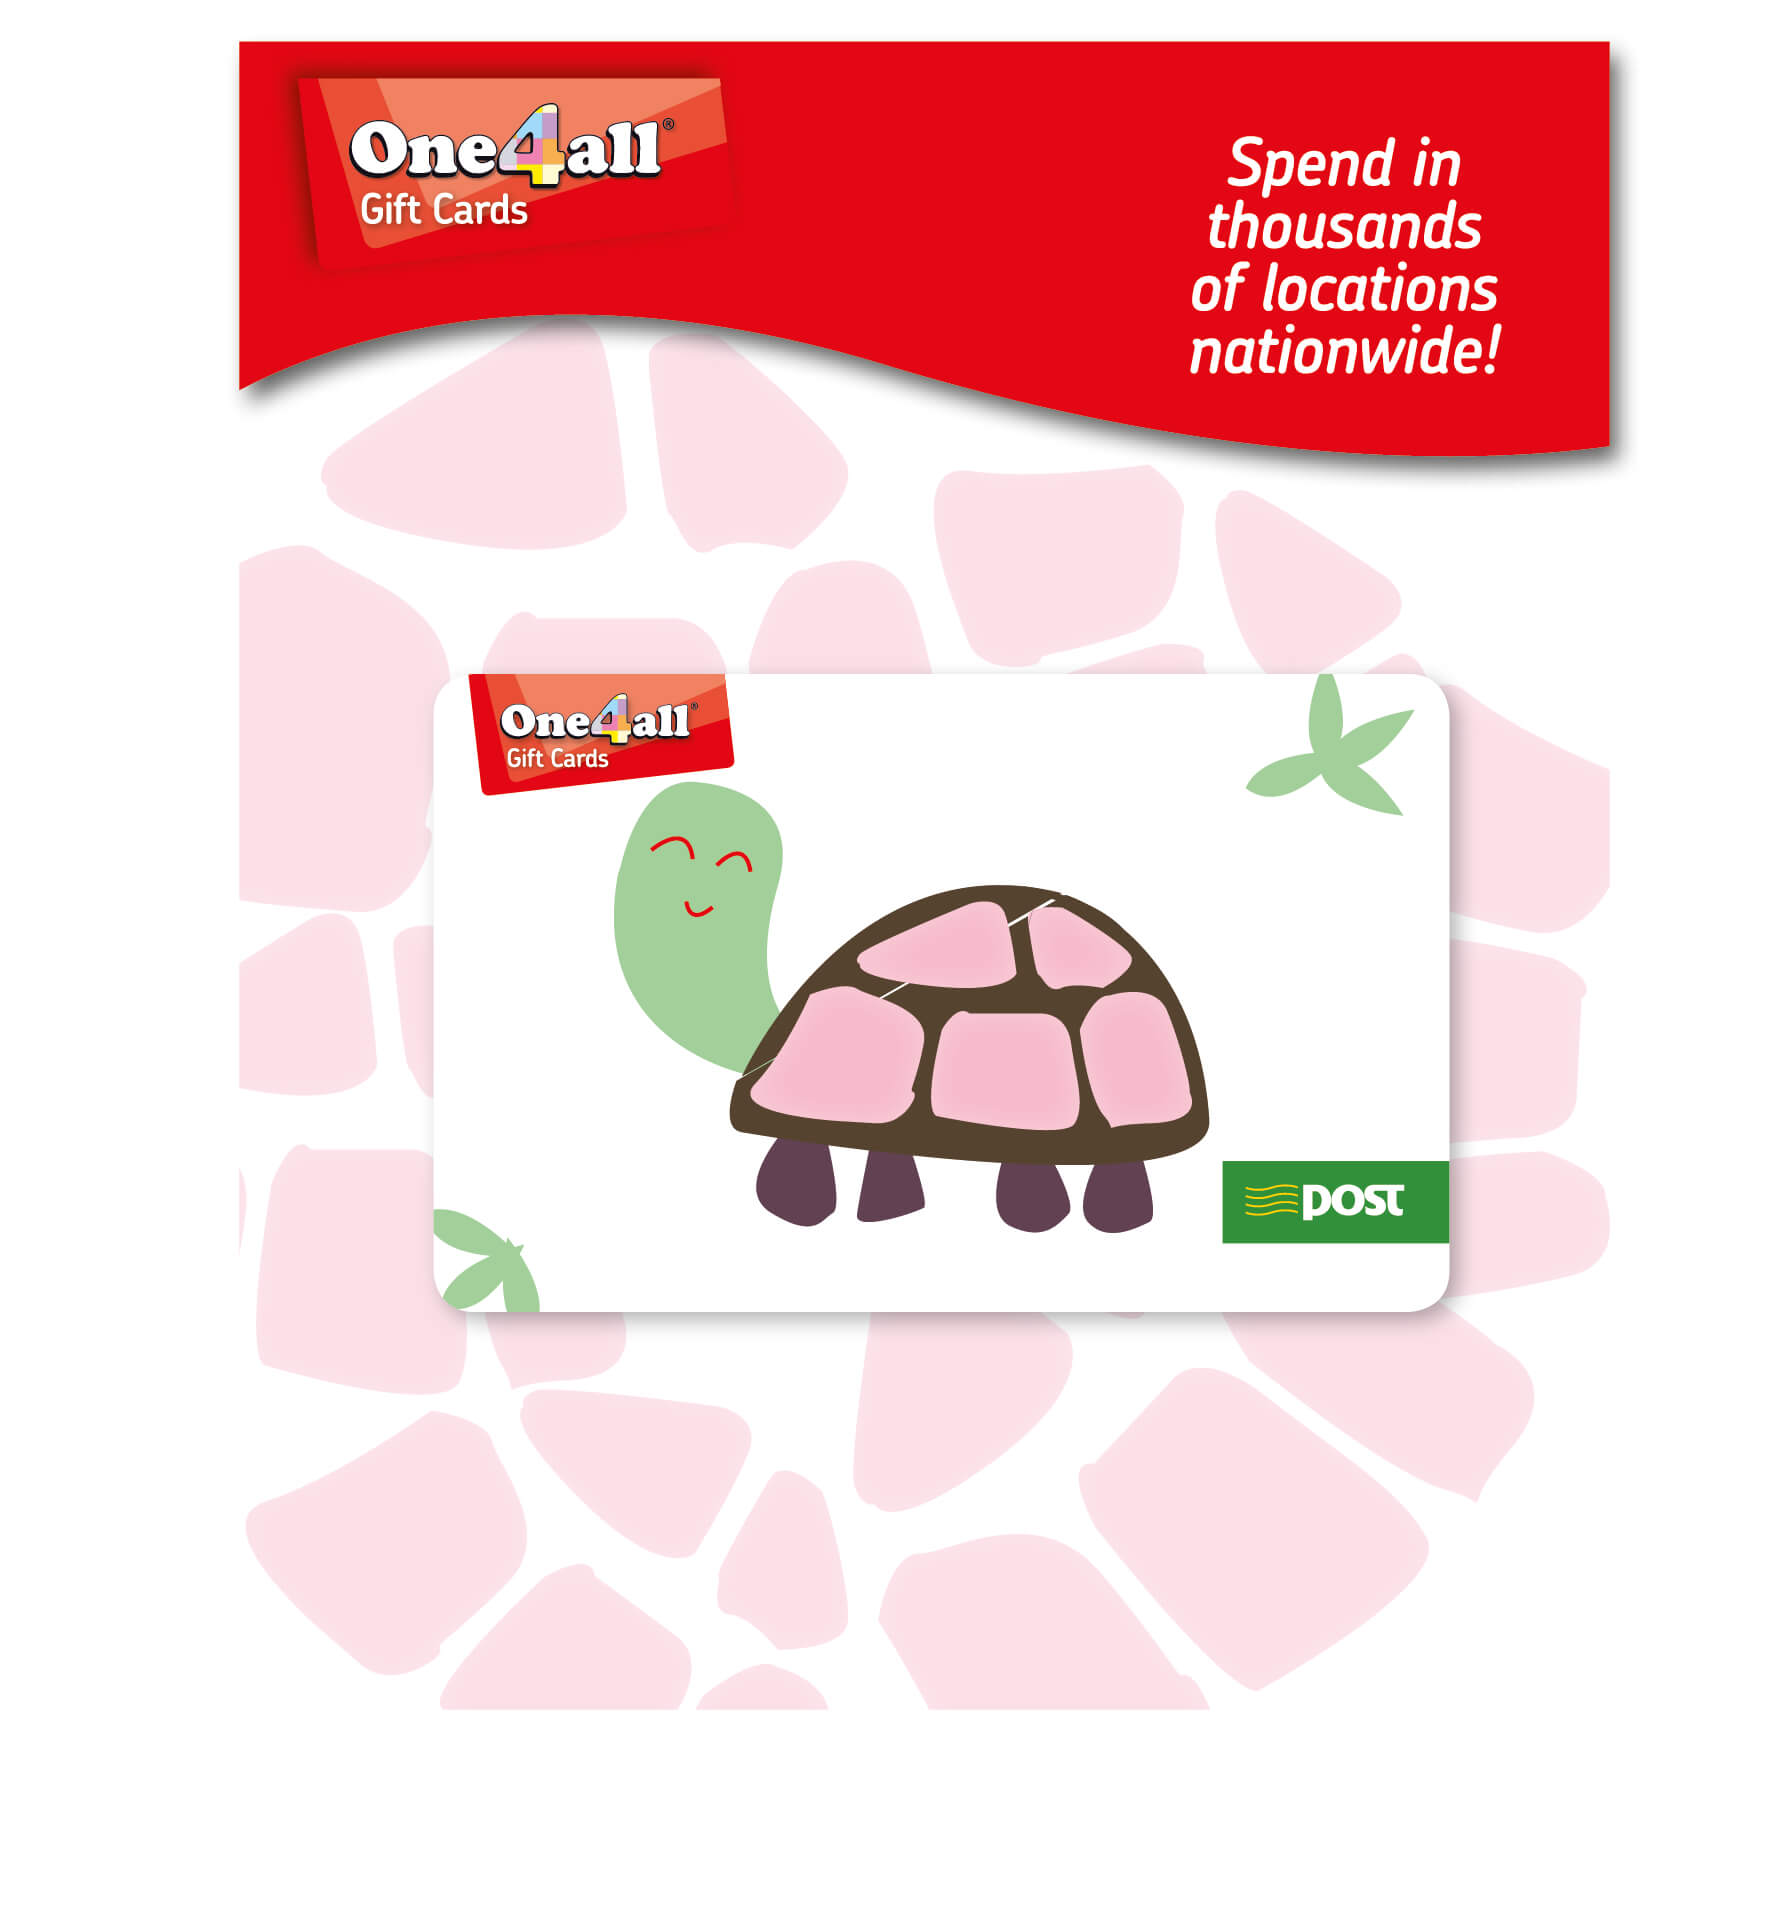 One4all®
Gift Cards
Spend in
thousands
of locations
nationwide!
One4all®
Gift Cards
post